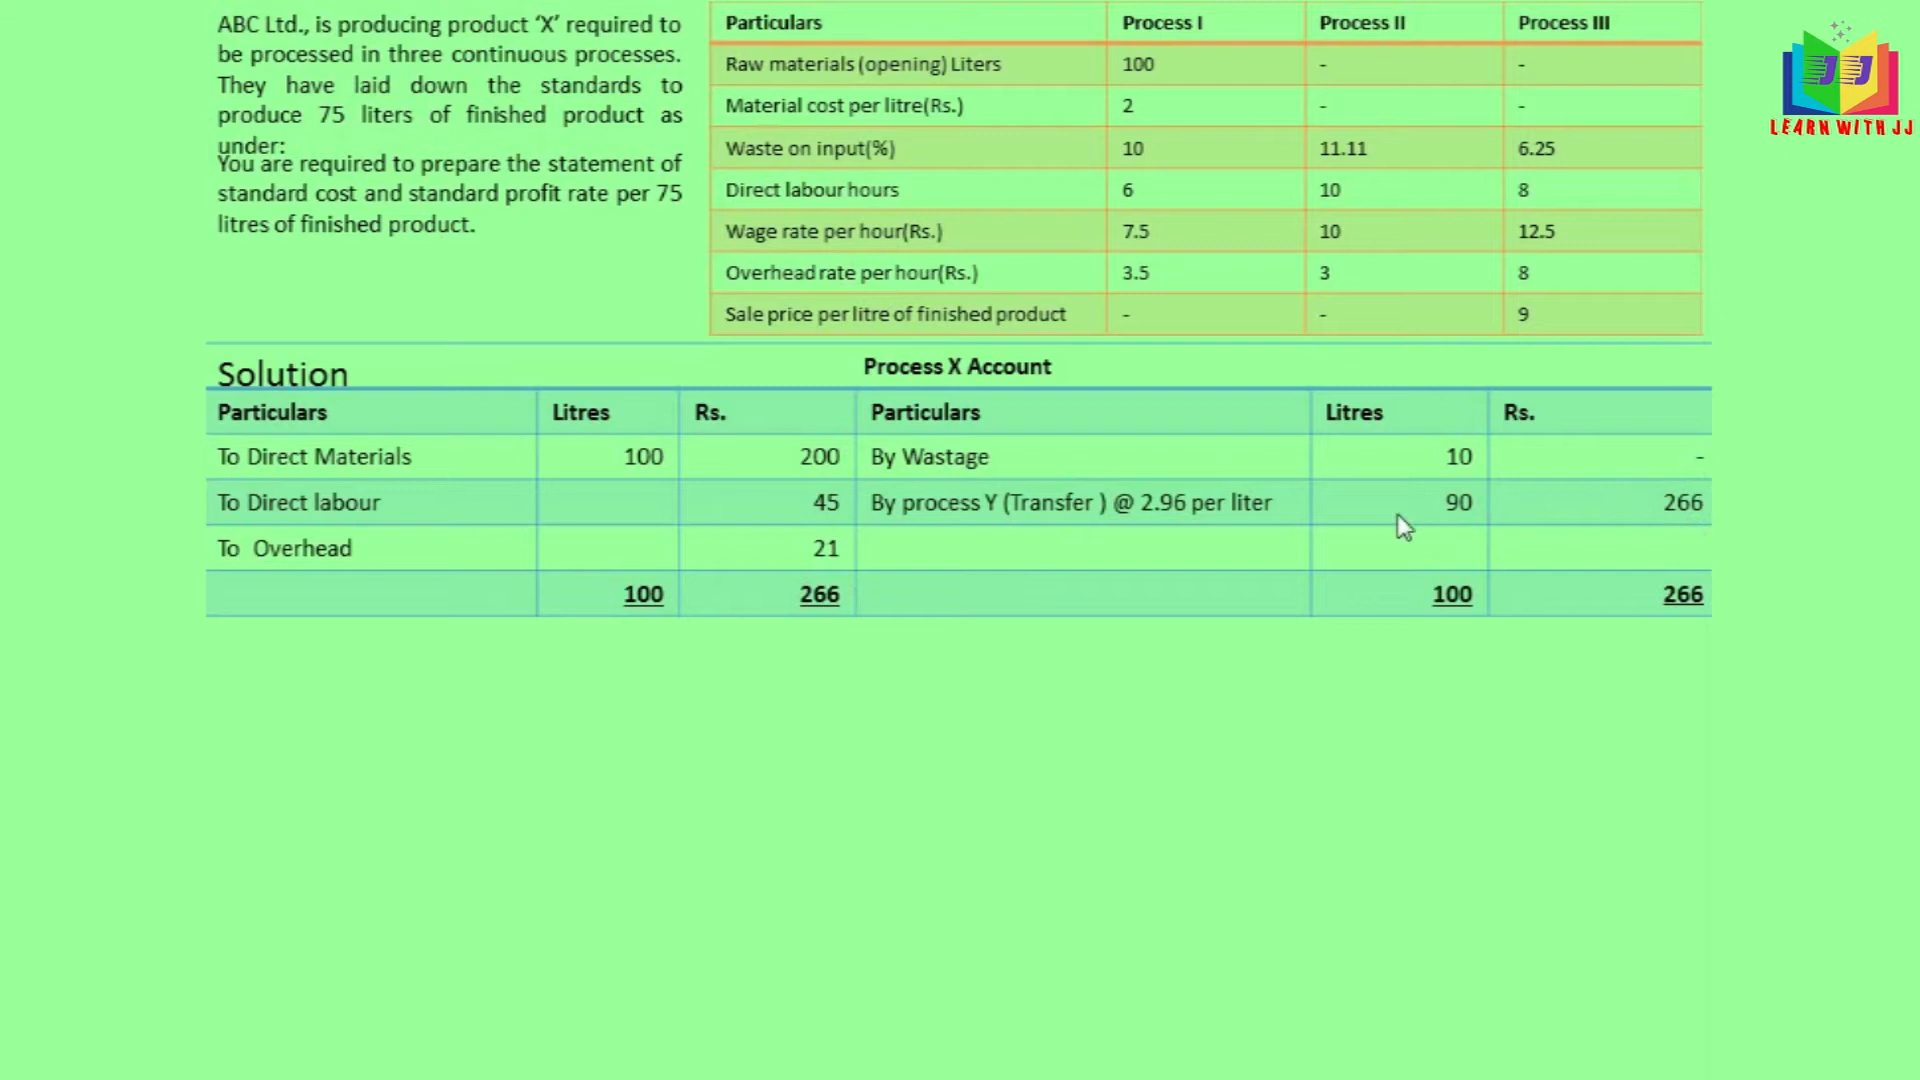 ABC Ltd., is producing product ‘X’ required to
be processed in three continuous processes.
They have laid down the standards to
produce 75 liters of finished product as
under:
You are required to prepare the statement of
standard cost and standard profit rate per 75
litres of finished product.
Particulars Process I Process II Process III
Raw materials (opening) Liters 100 - -
Material cost per litre(Rs.) 2 - -
Waste on input(%) 10 11.11 6.25
Direct labour hours 6 10 8
Wage rate per hour(Rs.) 7.5 10 12.5
Overhead rate per hour(Rs.) 3.5 3 8
Sale price per litre of finished product - - 9
LEARN WITH JJ
Solution
Process X Account
Particulars Litres Rs. Particulars Litres Rs.
To Direct Materials 100 200 By Wastage 10 -
To Direct labour 45 By process Y (Transfer ) @ 2.96 per liter 90 266
To Overhead 21
100 266 100 266